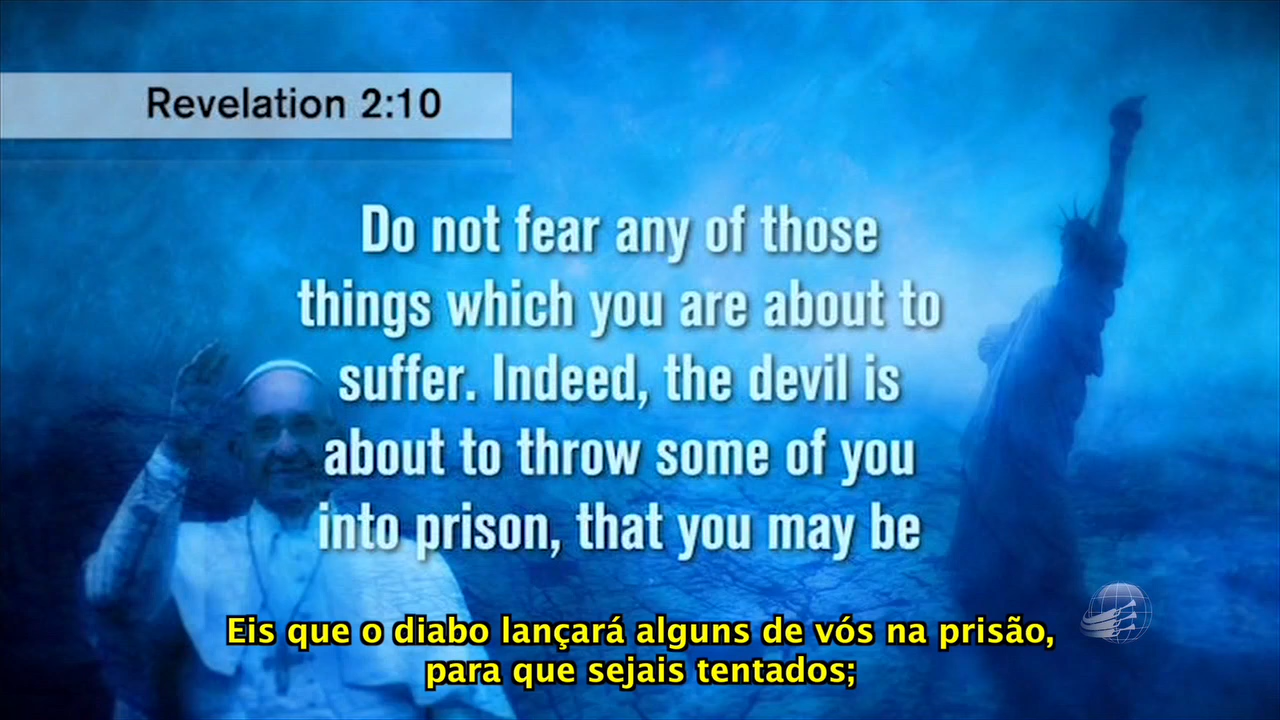 Revelation 2:10
Do not fear any of those
things which you are about to
suffer. Indeed, the devil is
about to throw some of you
into prison, that you may be
Eis que o diabo lançará alguns de vós na prisão,
para que sejais tentados;